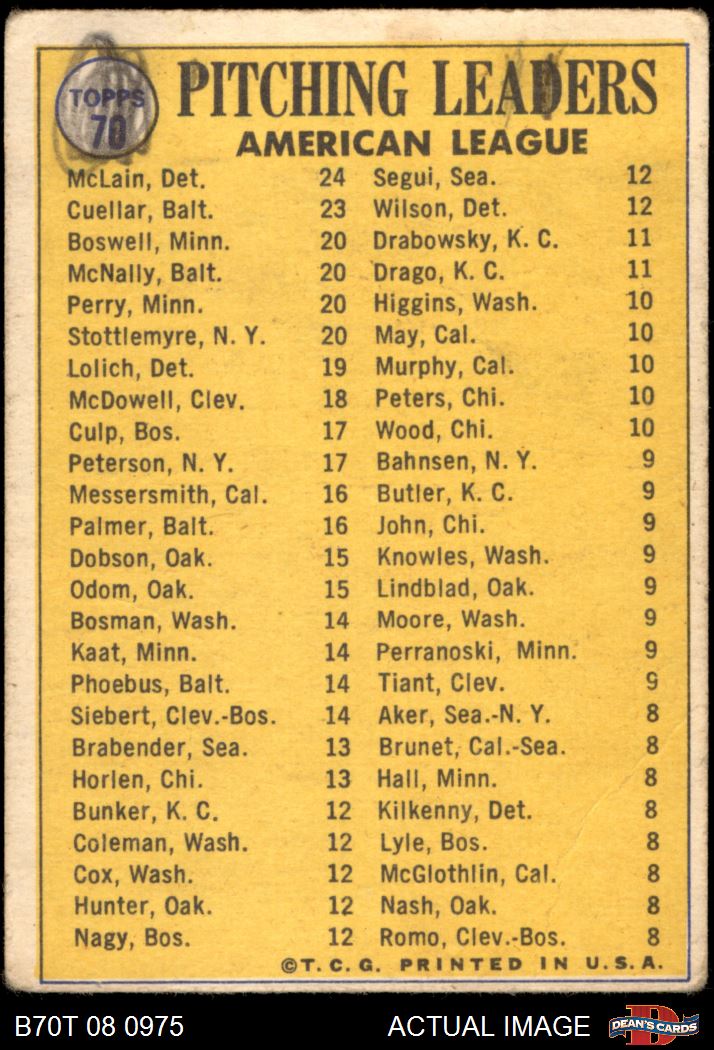 TOPPS
70
PITCHING LEADERS
AMERICAN LEAGUE
McLain, Det. 24 Segui, Sea. 12
Cuellar, Balt. 23 Wilson, Det. 12
Boswell, Minn. 20 Drabowsky, K. C. 11
McNally, Balt. 20 Drago, K. C. 11
Perry, Minn. 20 Higgins, Wash. 10
Stottlemyre, N. Y. 20 May, Cal. 10
Lolich, Det. 19 Murphy, Cal. 10
McDowell, Clev. 18 Peters, Chi. 10
Culp, Bos. 17 Wood, Chi. 10
Peterson, N. Y. 17 Bahnsen, N. Y. 9
Messersmith, Cal. 16 Butler, K. C. 9
Palmer, Balt. 16 John, Chi. 9
Dobson, Oak. 15 Knowles, Wash. 9
Odom, Oak. 15 Lindblad, Oak. 9
Bosman, Wash. 14 Moore, Wash. 9
Kaat, Minn. 14 Perranoski, Minn. 9
Phoebus, Balt. 14 Tiant, Clev. 9
Siebert, Clev.-Bos. 14 Aker, Sea.-N. Y. 8
Brabender, Sea. 13 Brunet, Cal.-Sea. 8
Horlen, Chi. 13 Hall, Minn. 8
Bunker, K. C. 12 Kilkenny, Det. 8
Coleman, Wash. 12 Lyle, Bos. 8
Cox, Wash. 12 McGlothlin, Cal. 8
Hunter, Oak. 12 Nash, Oak. 8
Nagy, Bos. 12 Romo, Clev.-Bos. 8
©T. C. G. PRINTED IN U. S. A.
B70T 08 0975 ACTUAL IMAGE DEAN'S CARDS